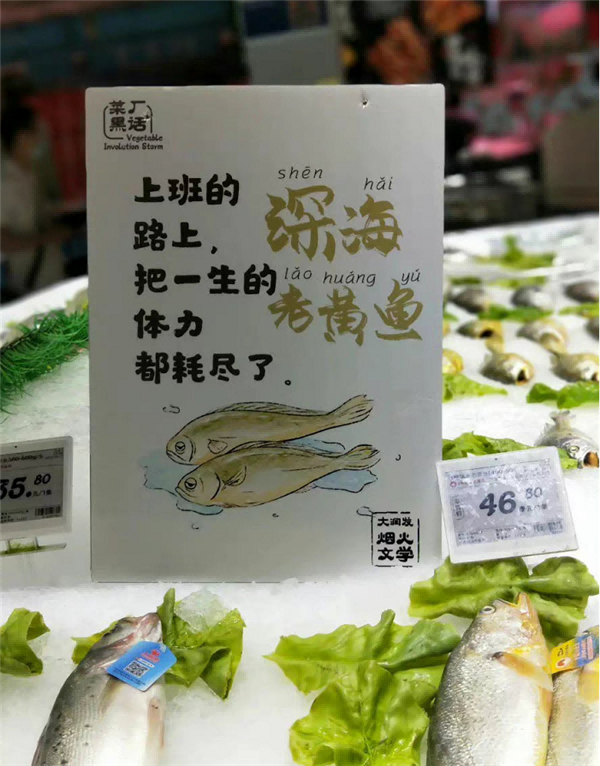 菜厂
黑话
Vegetable
Involution Storm
上班的
路上，
把一生的
体力
都耗尽了。
shēn hǎi
深海
lǎo huáng yú
老黄鱼
大润发
烟火
文学
35.80
46.80